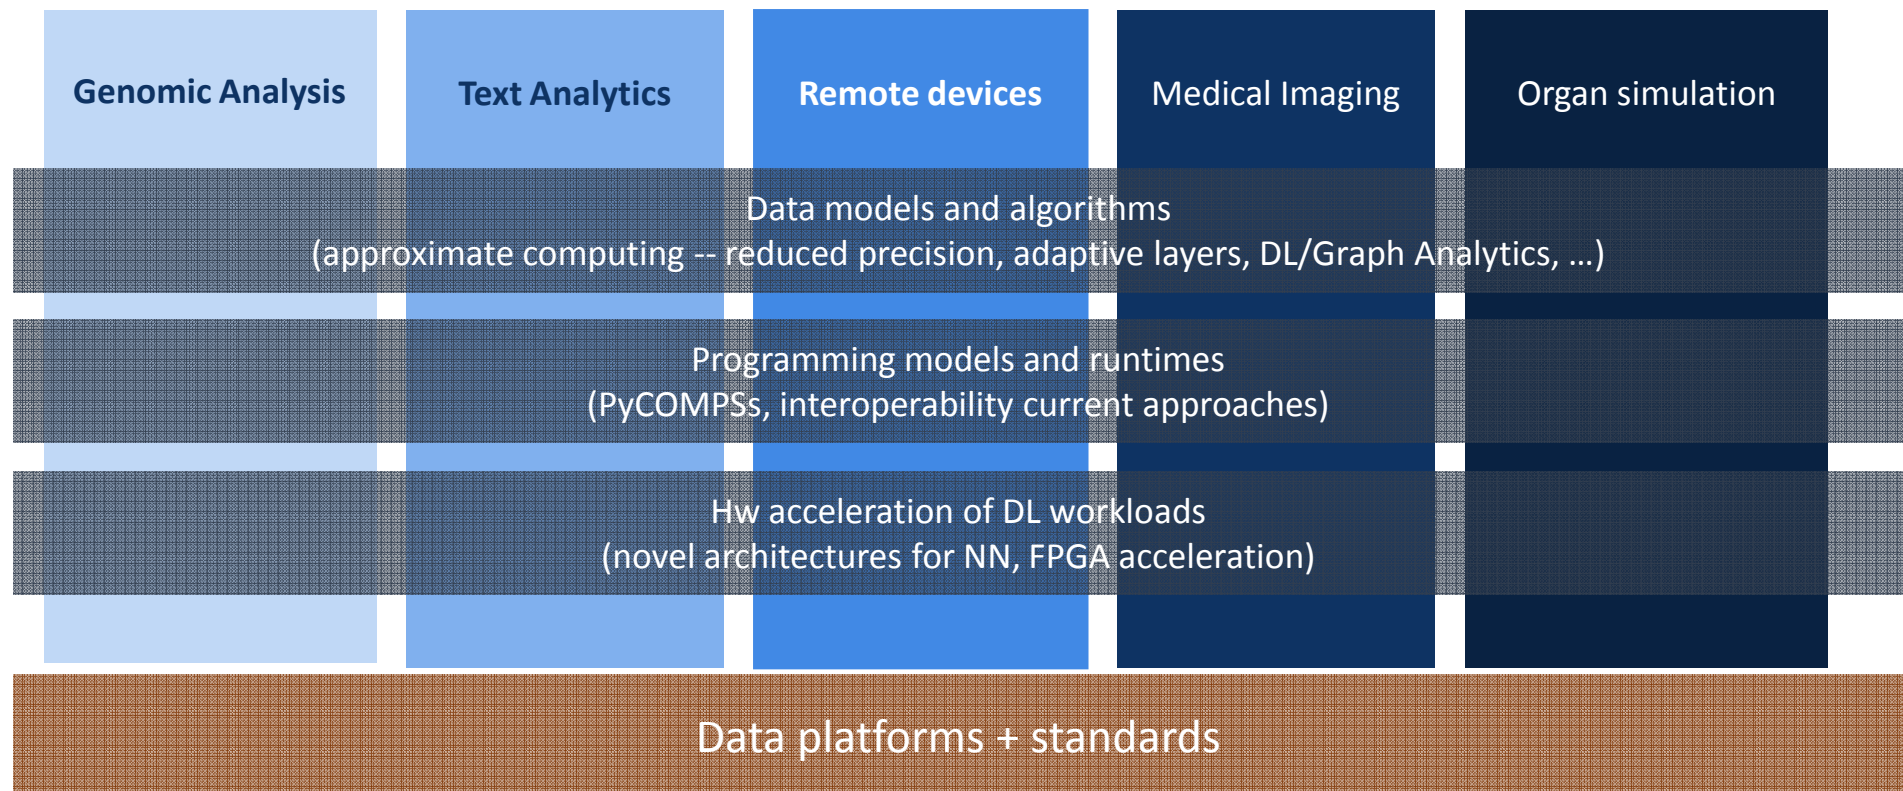 Genomic Analysis
Text Analytics
Remote devices
Medical Imaging
Organ simulation
Data models and algorithms
(approximate computing -- reduced precision, adaptive layers, DL/Graph Analytics, …)
Programming models and runtimes
(PyCOMPSs, interoperability current approaches)
Hw acceleration of DL workloads
(novel architectures for NN, FPGA acceleration)
Data platforms + standards